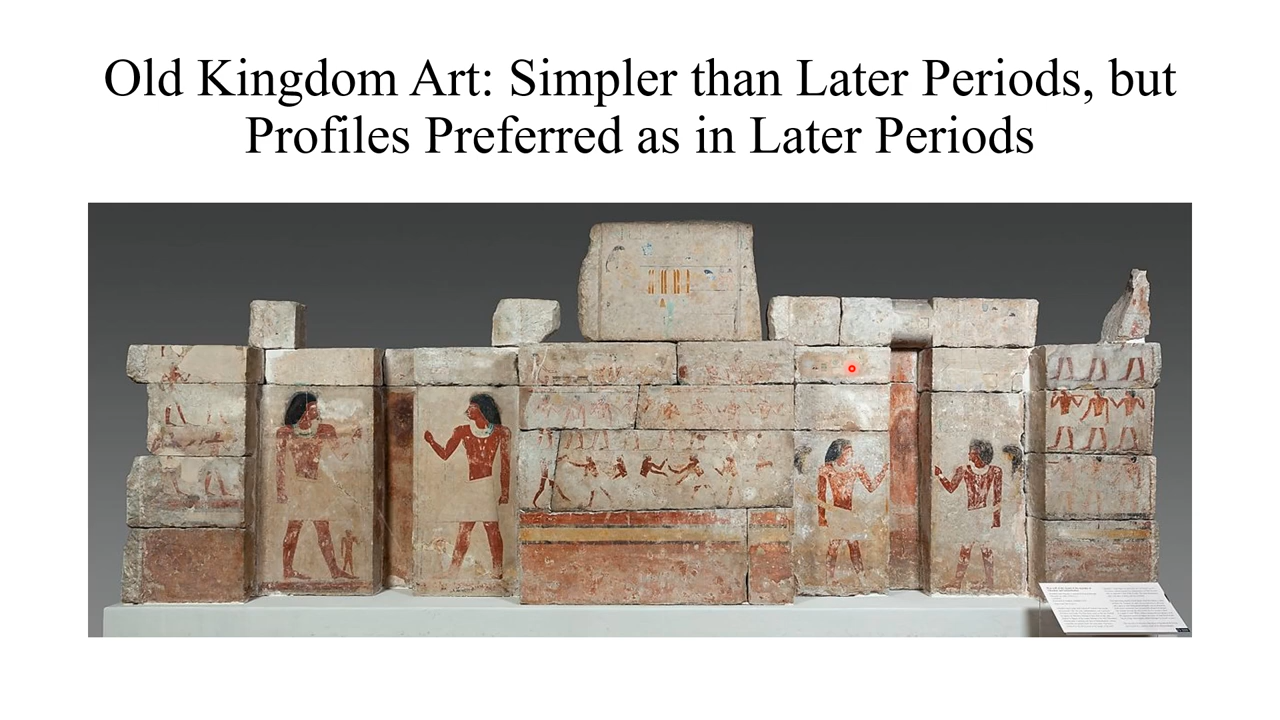 Old Kingdom Art: Simpler than Later Periods, but
Profiles Preferred as in Later Periods